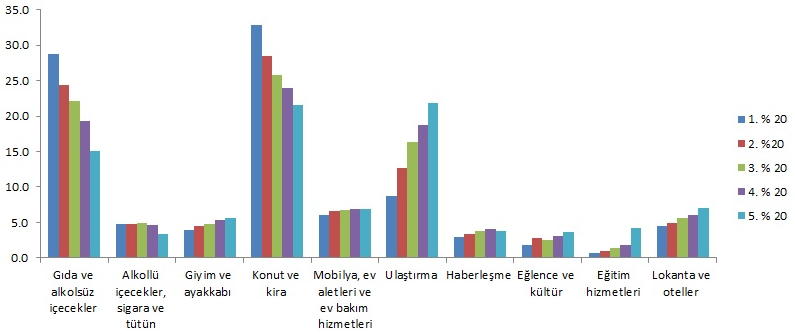 35.0
30.0
25.0
20.0
15.0
10.0
5.0
0.0
Gıda ve
alkolsüz
içecekler
Alkollü
içecekler,
sigara ve
tütün
Giyim ve
ayakkabı
Konut ve
kira
Mobilya, ev
aletleri ve
ev bakım
hizmetleri
Ulaştırma
Haberleşme
Eğlence ve
kültür
Eğitim
hizmetleri
Lokanta ve
oteller
1. % 20
2. %20
3. % 20
4. % 20
5. % 20